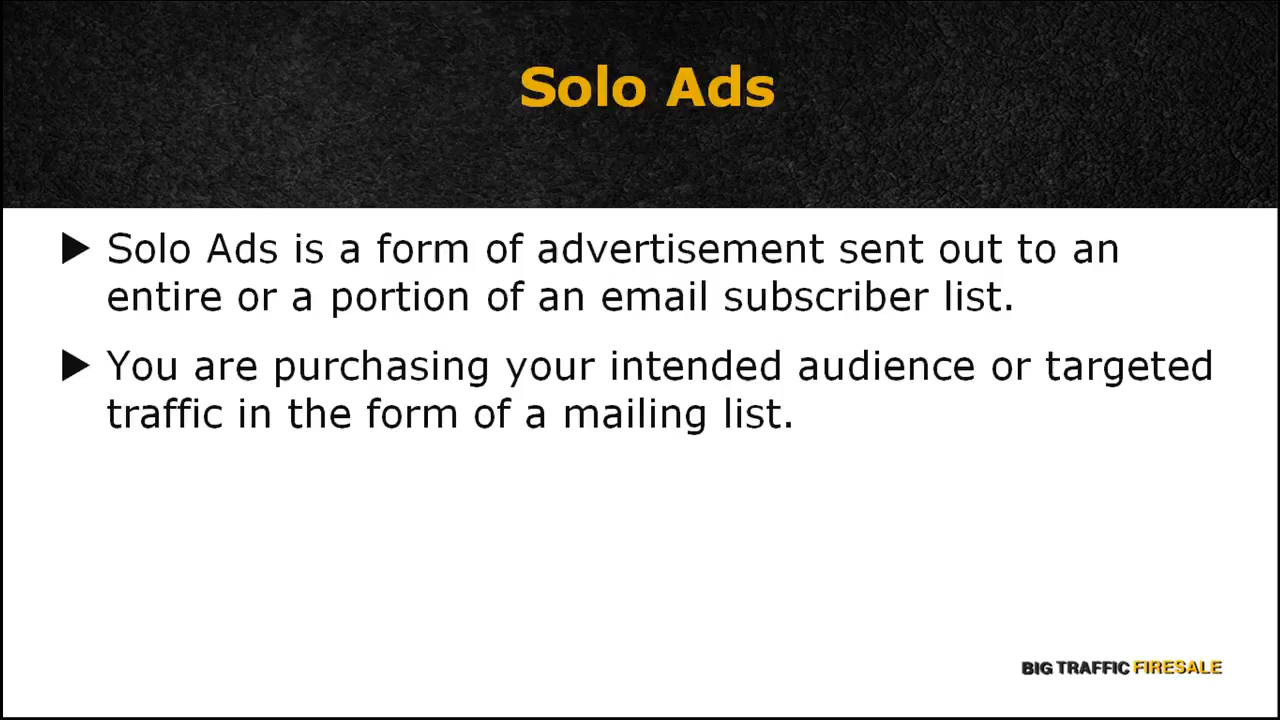 Solo Ads
▶ Solo Ads is a form of advertisement sent out to an
entire or a portion of an email subscriber list.
▶ You are purchasing your intended audience or targeted
traffic in the form of a mailing list.
BIG TRAFFIC FIRESALE